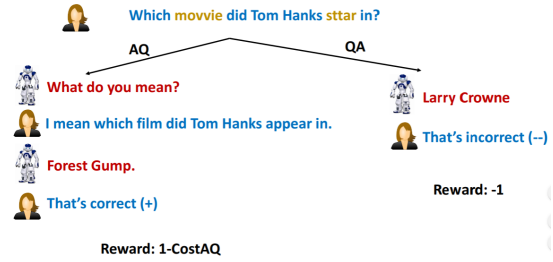 Which movvie did Tom Hanks sttar in?
AQ
QA
What do you mean?
I mean which film did Tom Hanks appear in.
Forest Gump.
That's correct (+)
Reward: 1-CostAQ
Larry Crowne
That's incorrect (--)
Reward: -1